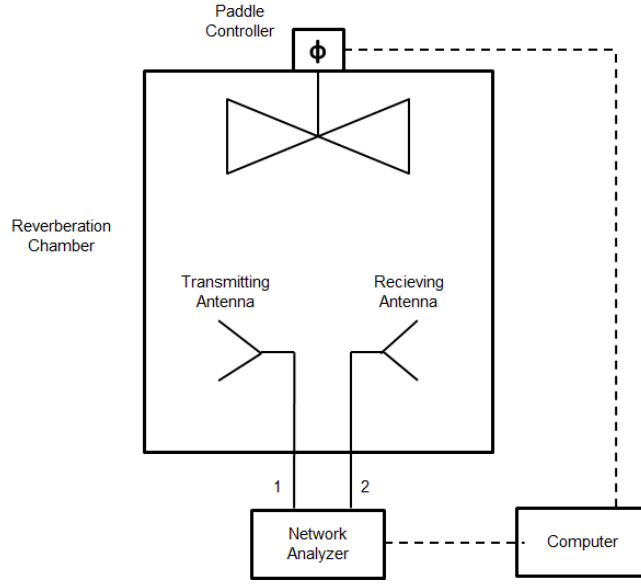 Paddle
Controller
ϕ
Reverberation
Chamber
Transmitting
Antenna
Recieving
Antenna
1
2
Network
Analyzer
Computer